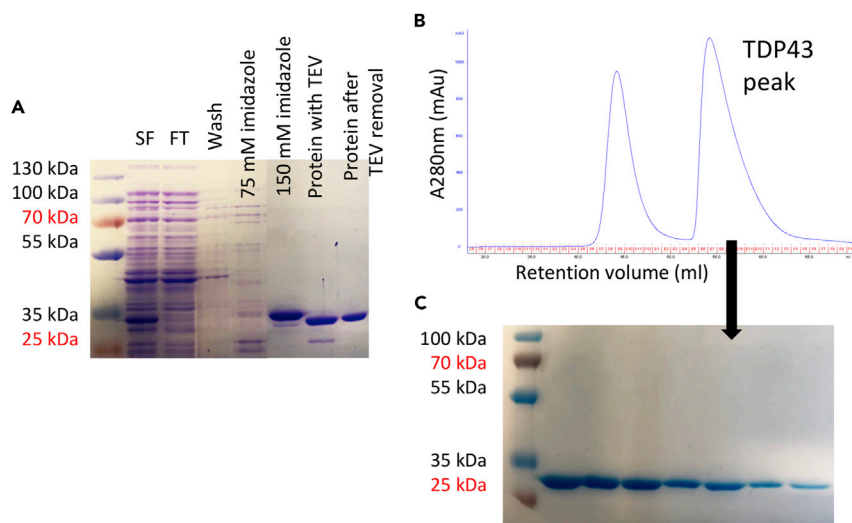 A
SF
FT
Wash
75 mM imidazole
150 mM imidazole
Protein with TEV
Protein after
TEV removal
130 kDa
100 kDa
70 kDa
55 kDa
35 kDa
25 kDa
B
A280nm (mAu)
TDP43
peak
Retention volume (ml)
C
100 kDa
70 kDa
55 kDa
35 kDa
25 kDa